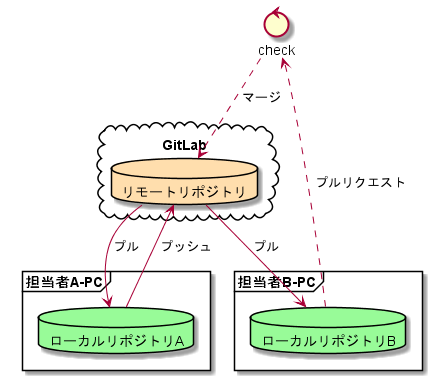 check
マージ
GitLab
プルリクエスト
リモートリポジトリ
プル
プッシュ
プル
担当者A-PC
担当者B-PC
ローカルリポジトリA
ローカルリポジトリB